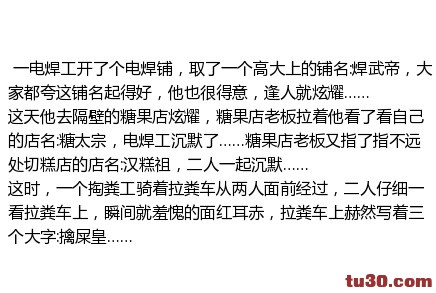 一电焊工开了个电焊铺，取了一个高大上的铺名:焊武帝，大
家都夸这铺名起得好，他也很得意，逢人就炫耀......
这天他去隔壁的糖果店炫耀，糖果店老板拉着他看了看自己
的店名:糖太宗，电焊工沉默了......糖果店老板又指了指不远
处切糕店的店名:汉糕祖，二人一起沉默......
这时，一个掏粪工骑着拉粪车从两人面前经过，二人仔细一
看拉粪车上，瞬间就羞愧的面红耳赤，拉粪车上赫然写着三
个大字:擒屎皇......
tu30.com